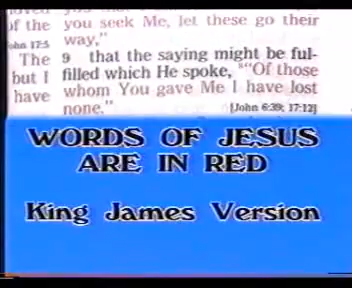 you seek Me, let these go their
of the way,"
ohn 17:5
The 9 that the saying might be ful-
but I filled which He spoke, "Of those
have whom You gave Me I have lost
none."
[John 6:39; 17:12]
WORDS OF JESUS
ARE IN RED
King James Version